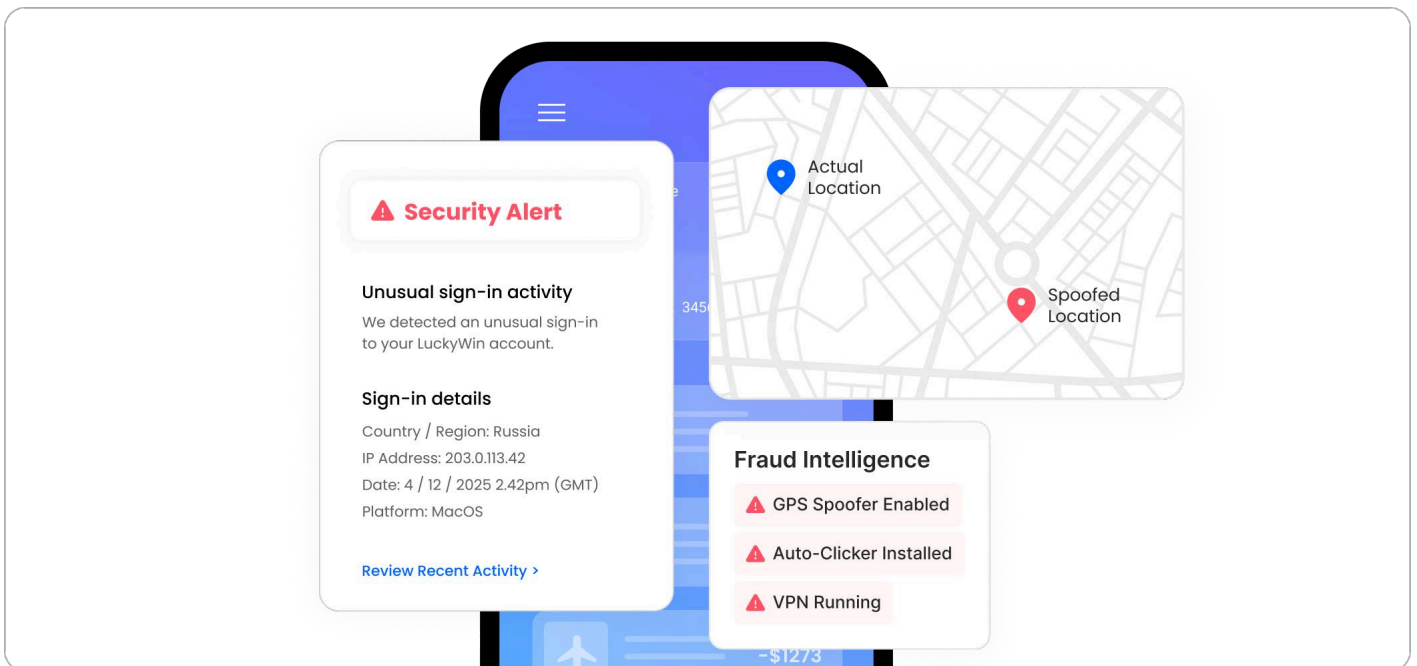 Security Alert
Unusual sign-in activity
We detected an unusual sign-in
to your LuckyWin account.
Sign-in details
Country / Region: Russia
IP Address: 203.0.113.42
Date: 4 / 12 / 2025 2.42pm (GMT)
Platform: MacOS
Review Recent Activity >
Actual
Location
Spoofed
Location
Fraud Intelligence
GPS Spoofer Enabled
Auto-Clicker Installed
VPN Running
-$1273